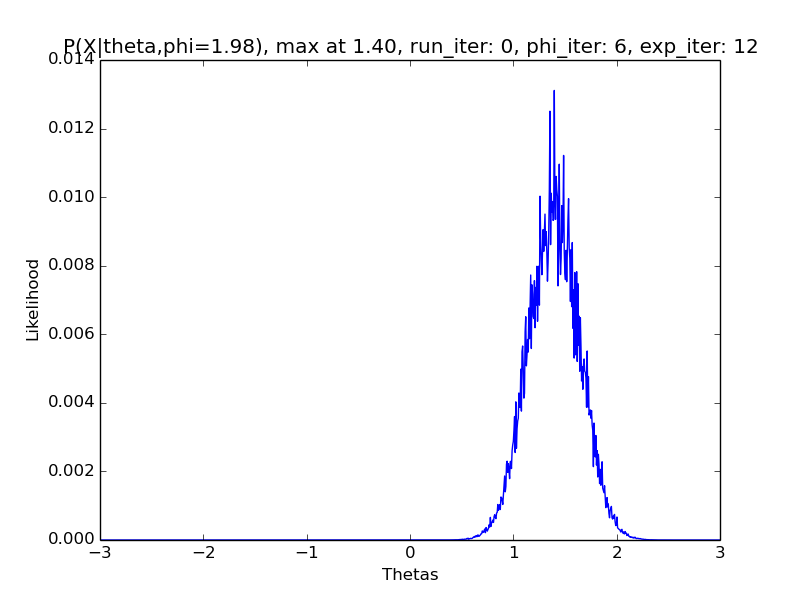 P(X|theta,phi=1.98), max at 1.40, run_iter: 0, phi_iter: 6, exp_iter: 12
0.014
0.012
0.010
0.008
0.006
0.004
0.002
0.000
Likelihood
−3 −2 −1 0 1 2 3
Thetas